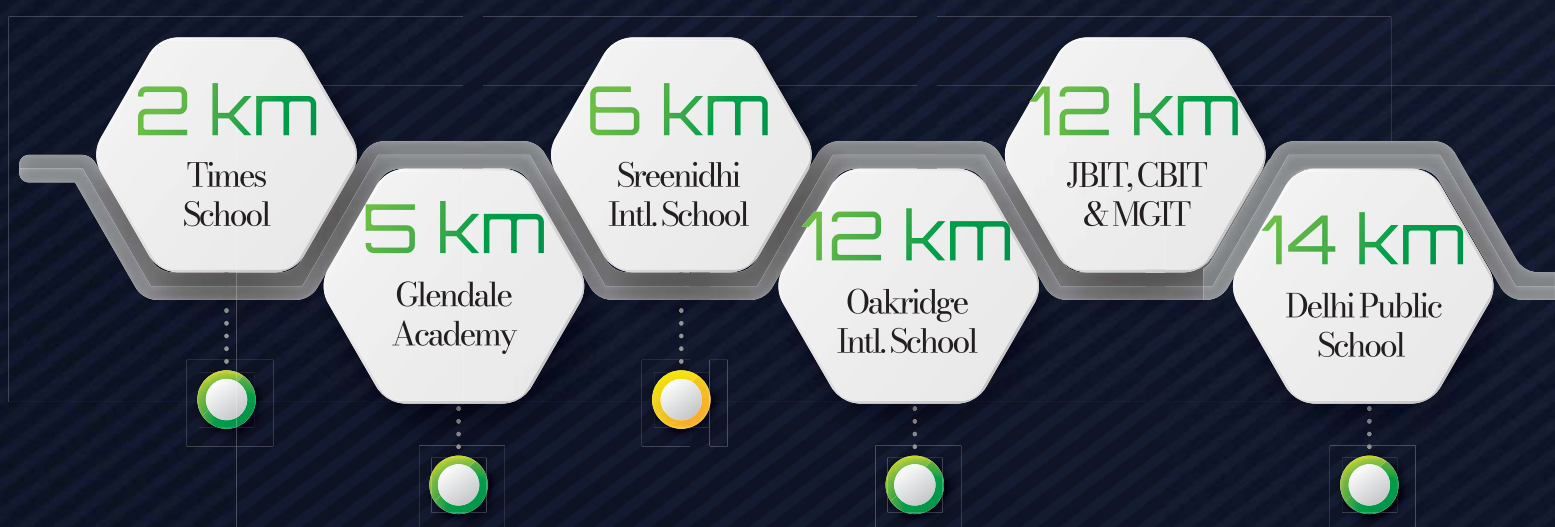 2 km
Times
School
5 km
Glendale
Academy
6 km
Sreenidhi
Intl. School
12 km
Oakridge
Intl. School
12 km
JBIT, CBIT
& MGIT
14 km
Delhi Public
School